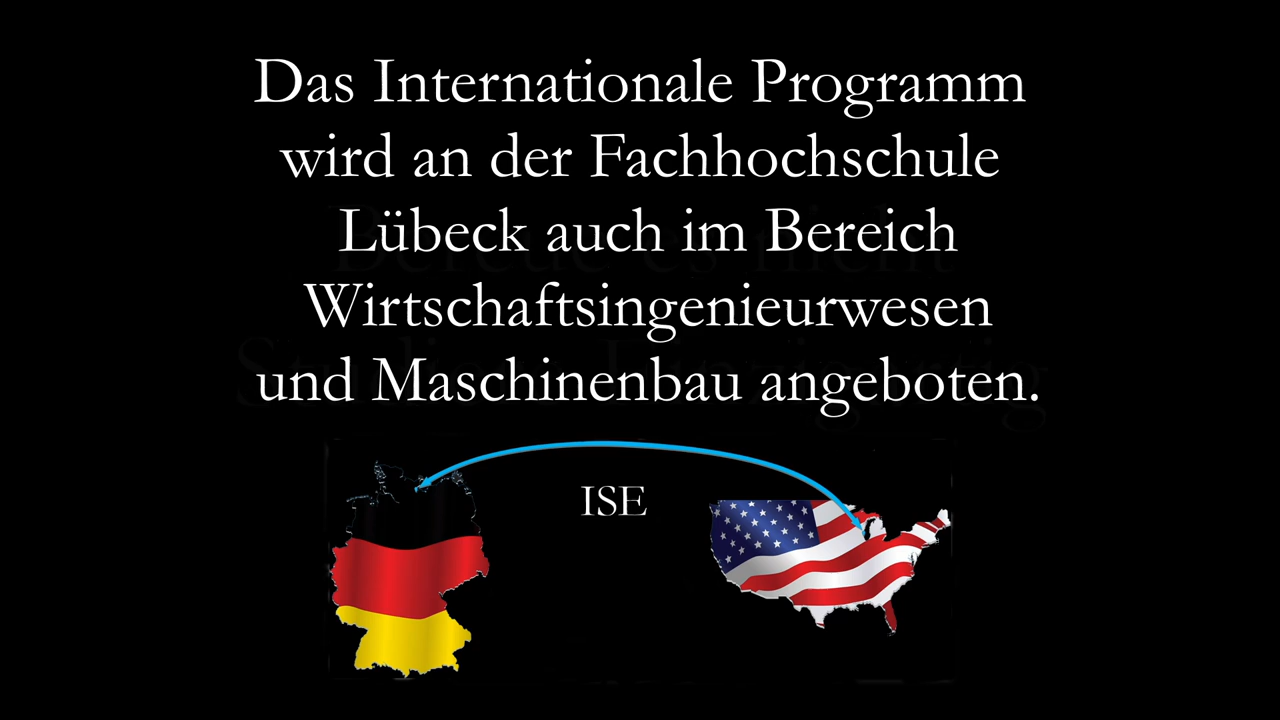 Das Internationale Programm
wird an der Fachhochschule
Lübeck auch im Bereich
Wirtschaftsingenieurwesen
und Maschinenbau angeboten.
ISE